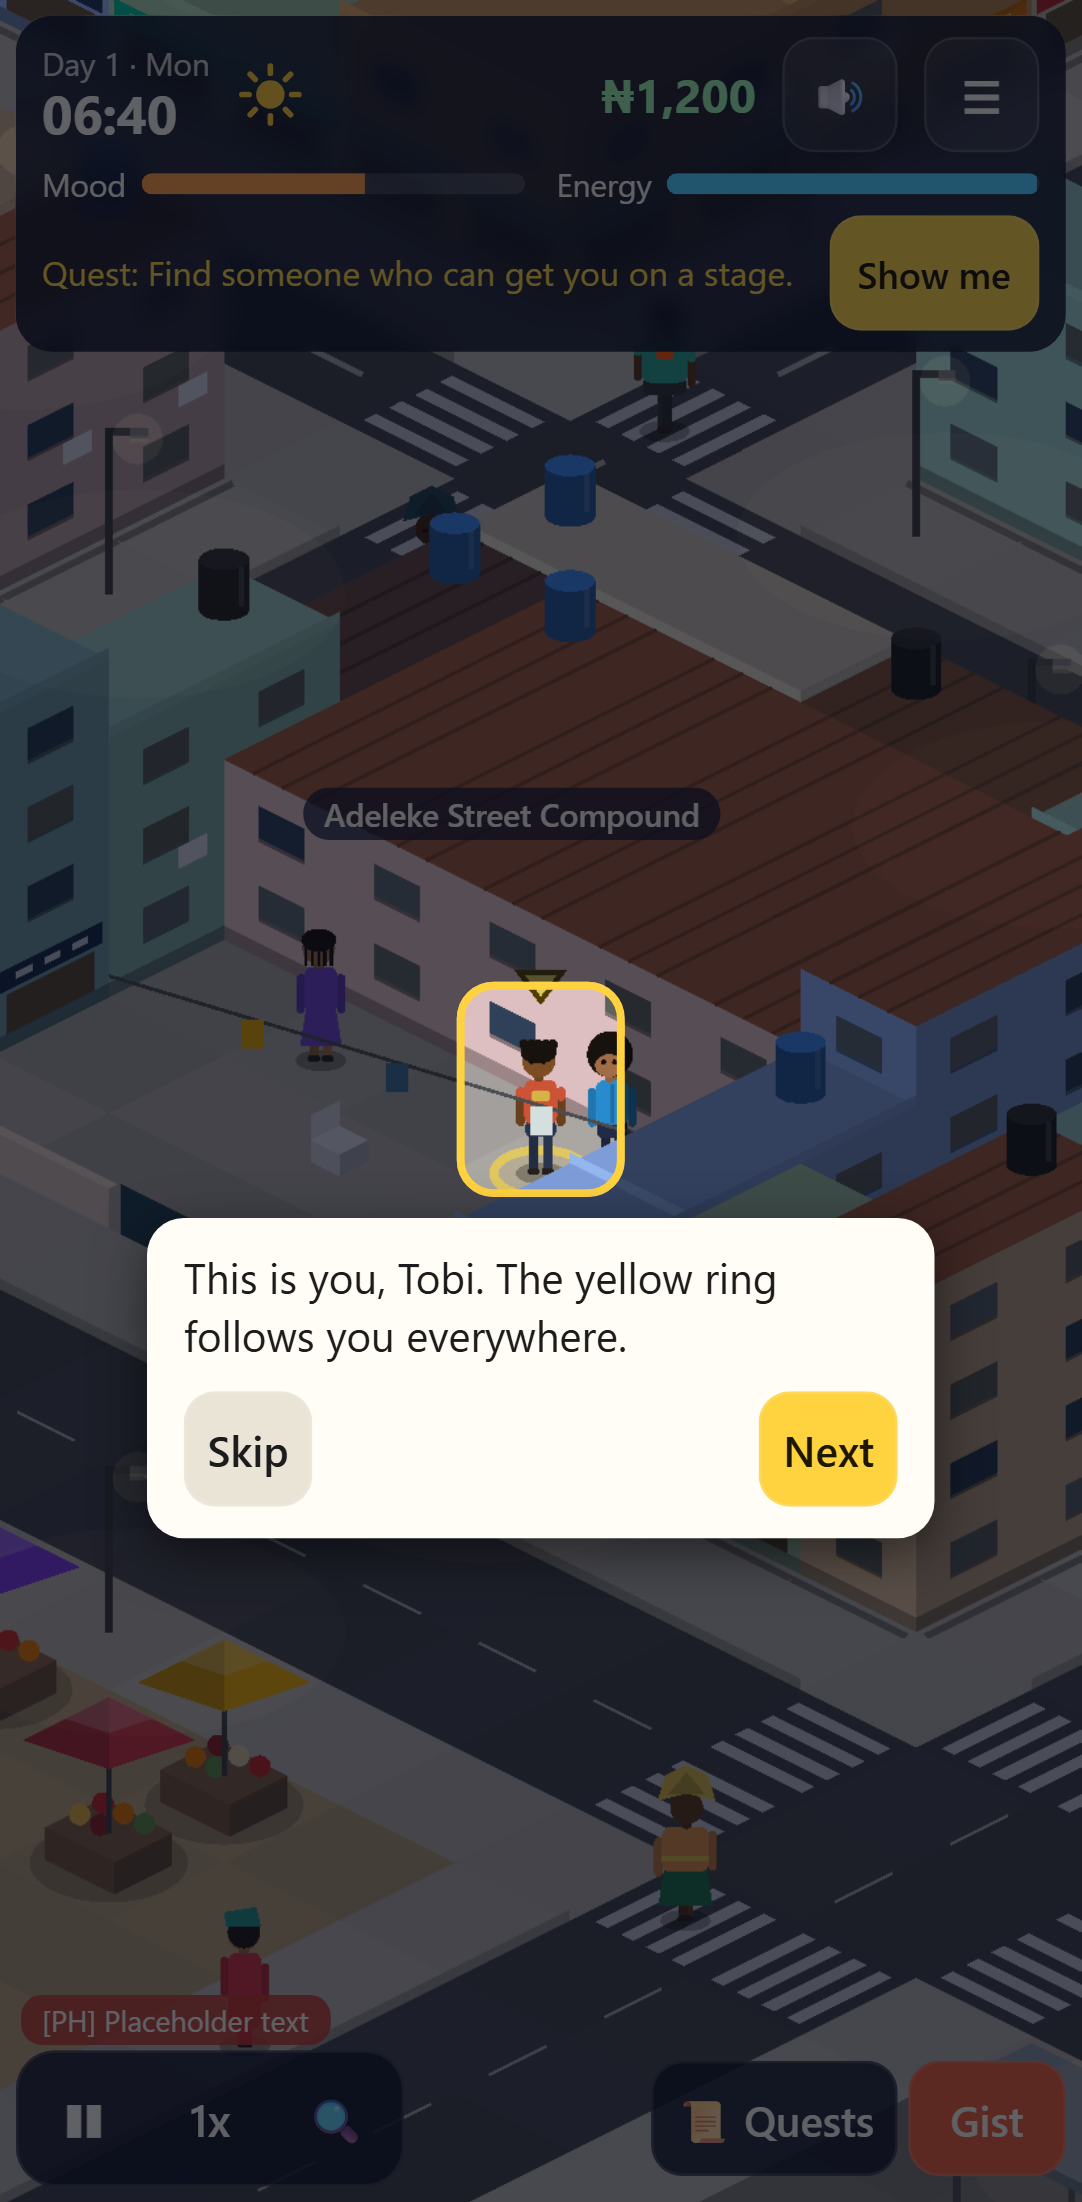 Day 1 · Mon
06:40
₦1,200
Mood
Energy
Quest: Find someone who can get you on a stage.
Show me
Adeleke Street Compound
This is you, Tobi. The yellow ring
follows you everywhere.
Skip
Next
[PH] Placeholder text
1x
Quests
Gist